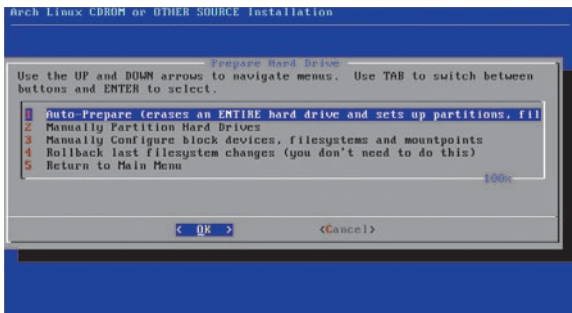 Arch Linux CDROM or OTHER SOURCE Installation
Prepare Hard Drive
Use the UP and DOWN arrows to navigate menus.  Use TAB to switch between
buttons and ENTER to select.
1 Auto-Prepare (erases an ENTIRE hard drive and sets up partitions, fil
2 Manually Partition Hard Drives
3 Manually Configure block devices, filesystems and mountpoints
4 Rollback last filesystem changes (you don't need to do this)
5 Return to Main Menu
100%
< OK > <Cancel>